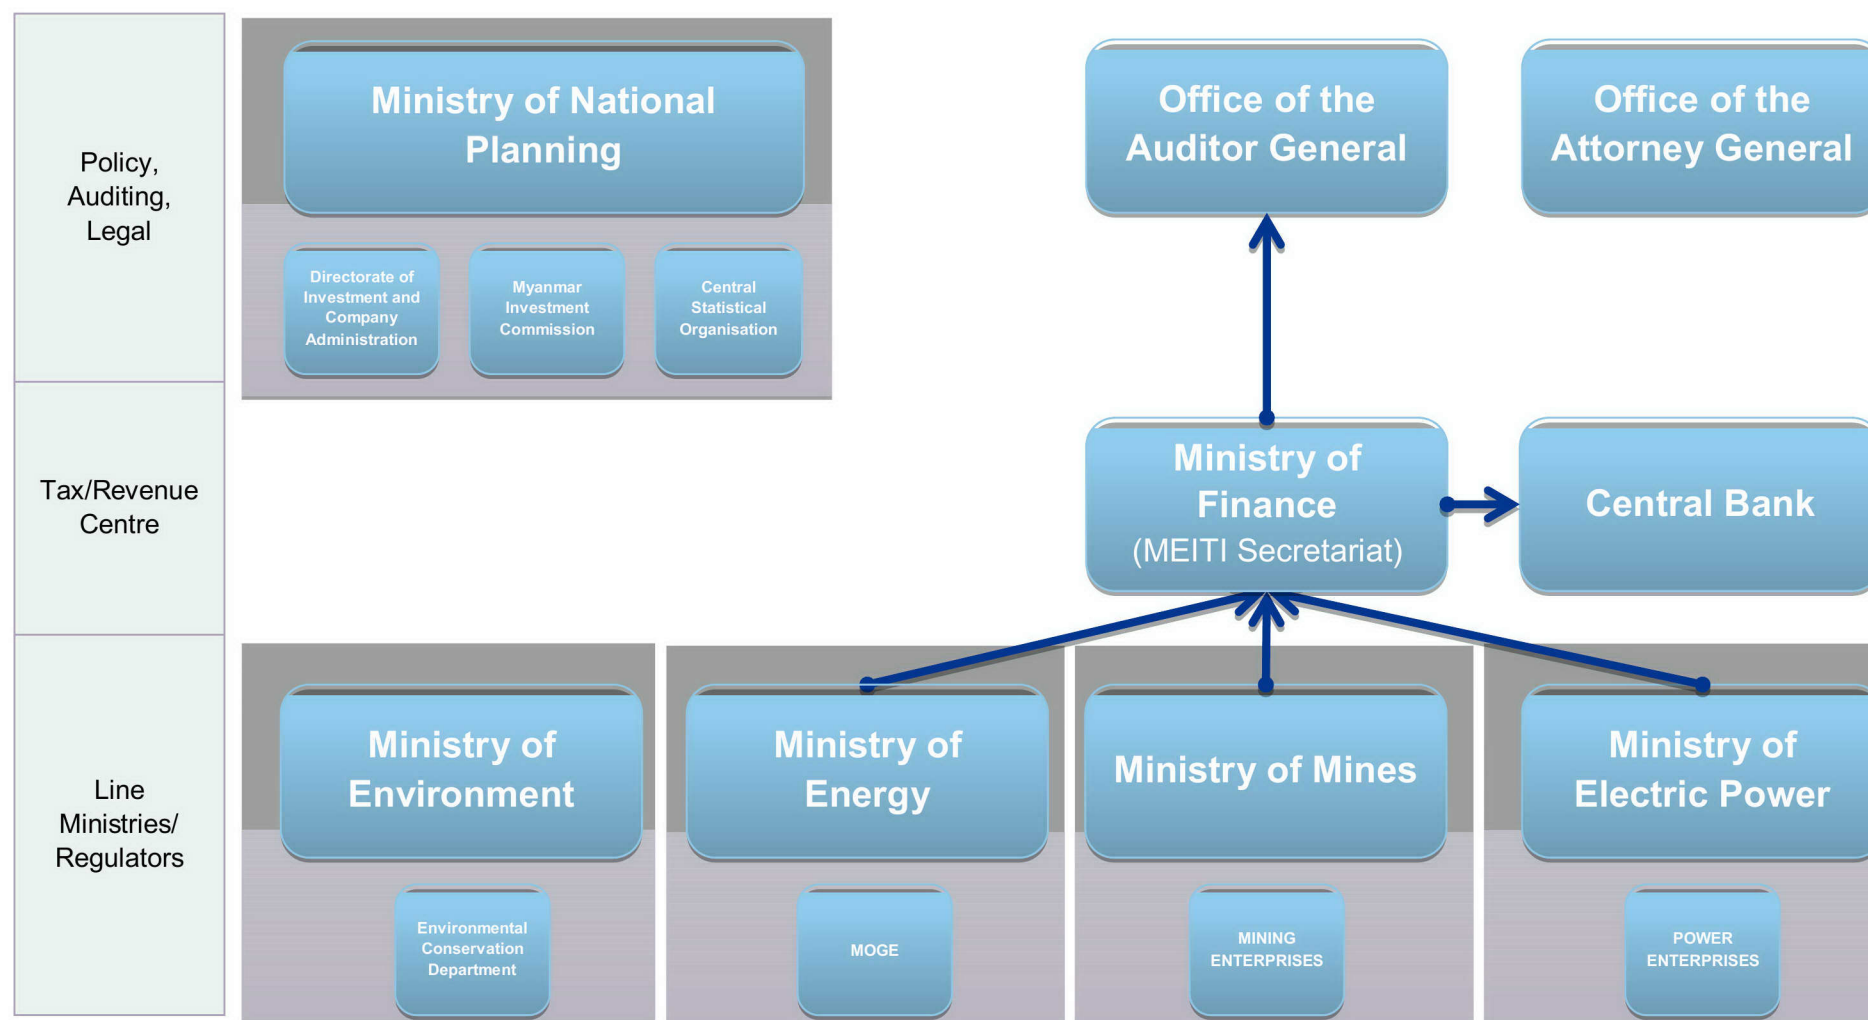 Policy,
Auditing,
Legal
Ministry of National
Planning
Directorate of
Investment and
Company
Administration
Myanmar
Investment
Commission
Central
Statistical
Organisation
Office of the
Auditor General
Office of the
Attorney General
Tax/Revenue
Centre
Ministry of
Finance
(MEITI Secretariat)
Central Bank
Line
Ministries/
Regulators
Ministry of
Environment
Environmental
Conservation
Department
Ministry of
Energy
MOGE
Ministry of Mines
MINING
ENTERPRISES
Ministry of
Electric Power
POWER
ENTERPRISES